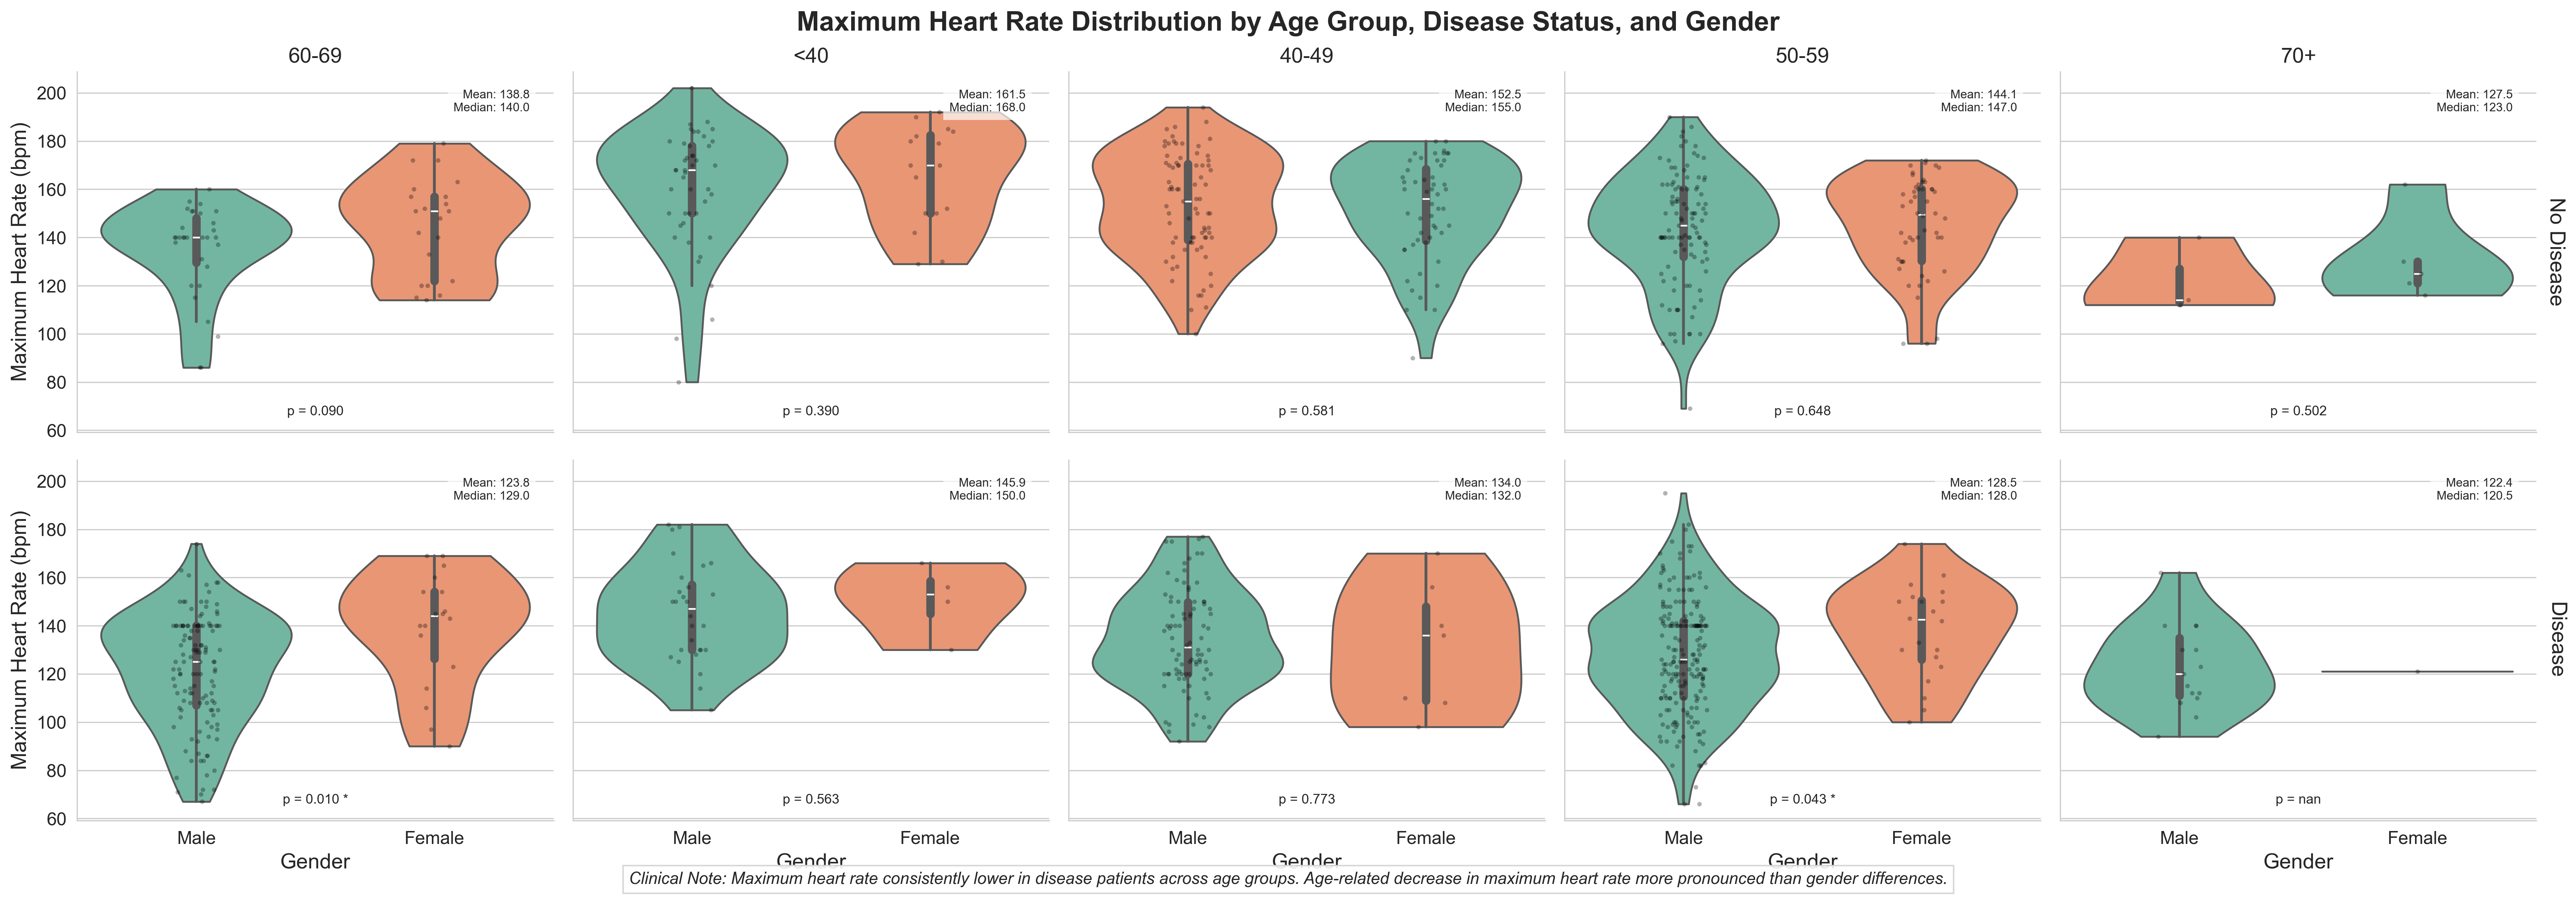 Maximum Heart Rate Distribution by Age Group, Disease Status, and Gender
60-69
<40
40-49
50-59
70+
Maximum Heart Rate (bpm)
200
180
160
140
120
100
80
60
Mean: 138.8
Median: 140.0
p = 0.090
Mean: 161.5
Median: 168.0
p = 0.390
Mean: 152.5
Median: 155.0
p = 0.581
Mean: 144.1
Median: 147.0
p = 0.648
Mean: 127.5
Median: 123.0
p = 0.502
No Disease
Maximum Heart Rate (bpm)
200
180
160
140
120
100
80
60
Mean: 123.8
Median: 129.0
p = 0.010 *
Mean: 145.9
Median: 150.0
p = 0.563
Mean: 134.0
Median: 132.0
p = 0.773
Mean: 128.5
Median: 128.0
p = 0.043 *
Mean: 122.4
Median: 120.5
p = nan
Disease
Male
Female
Male
Female
Male
Female
Male
Female
Male
Female
Gender
Gender
Gender
Gender
Gender
Clinical Note: Maximum heart rate consistently lower in disease patients across age groups. Age-related decrease in maximum heart rate more pronounced than gender differences.